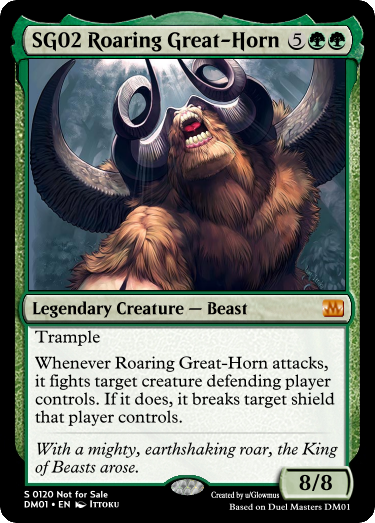 SG02 Roaring Great-Horn 5
Legendary Creature — Beast
Trample
Whenever Roaring Great-Horn attacks,
it fights target creature defending player
controls. If it does, it breaks target shield
that player controls.
With a mighty, earthshaking roar, the King
of Beasts arose.
8/8
S 0120 Not for Sale
DM01 • EN Ittoku
Created by u/Glowmus
Based on Duel Masters DM01